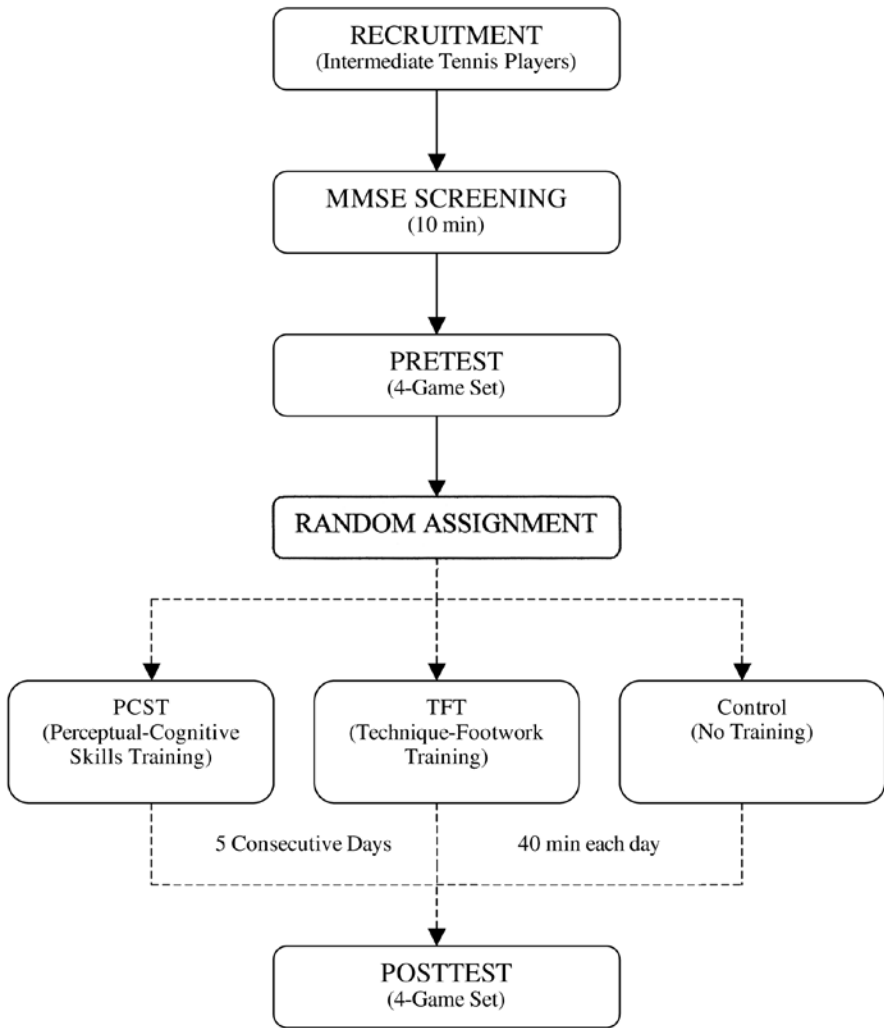 RECRUITMENT
(Intermediate Tennis Players)
MMSE SCREENING
(10 min)
PRETEST
(4-Game Set)
RANDOM ASSIGNMENT
PCST
(Perceptual-Cognitive
Skills Training)
TFT
(Technique-Footwork
Training)
Control
(No Training)
5 Consecutive Days
40 min each day
POSTTEST
(4-Game Set)